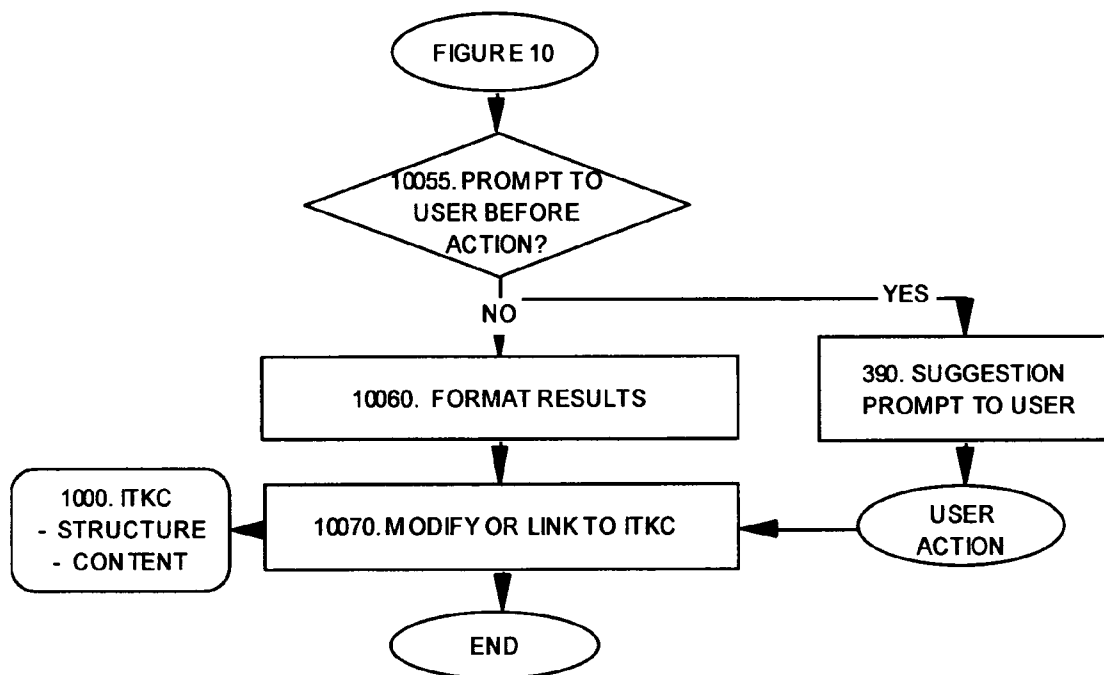 FIGURE 10
10055. PROMPT TO
USER BEFORE
ACTION?
NO
YES
10060. FORMAT RESULTS
390. SUGGESTION
PROMPT TO USER
1000. ITKC
- STRUCTURE
- CONTENT
10070. MODIFY OR LINK TO ITKC
USER
ACTION
END